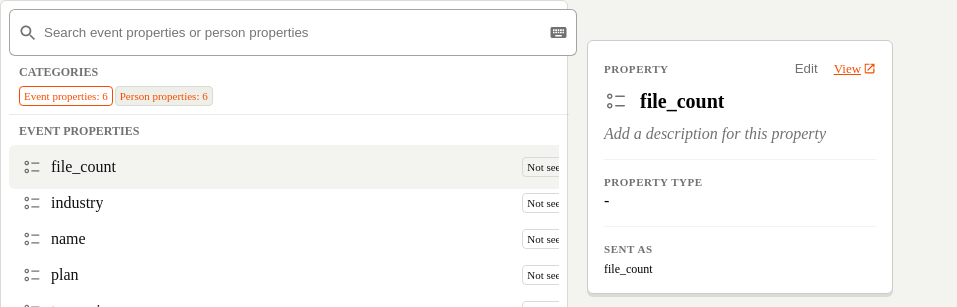 Search event properties or person properties
CATEGORIES
Event properties: 6
Person properties: 6
EVENT PROPERTIES
file_count
Not see
industry
Not see
name
Not see
plan
Not see
PROPERTY
Edit
View
file_count
Add a description for this property
PROPERTY TYPE
-
SENT AS
file_count